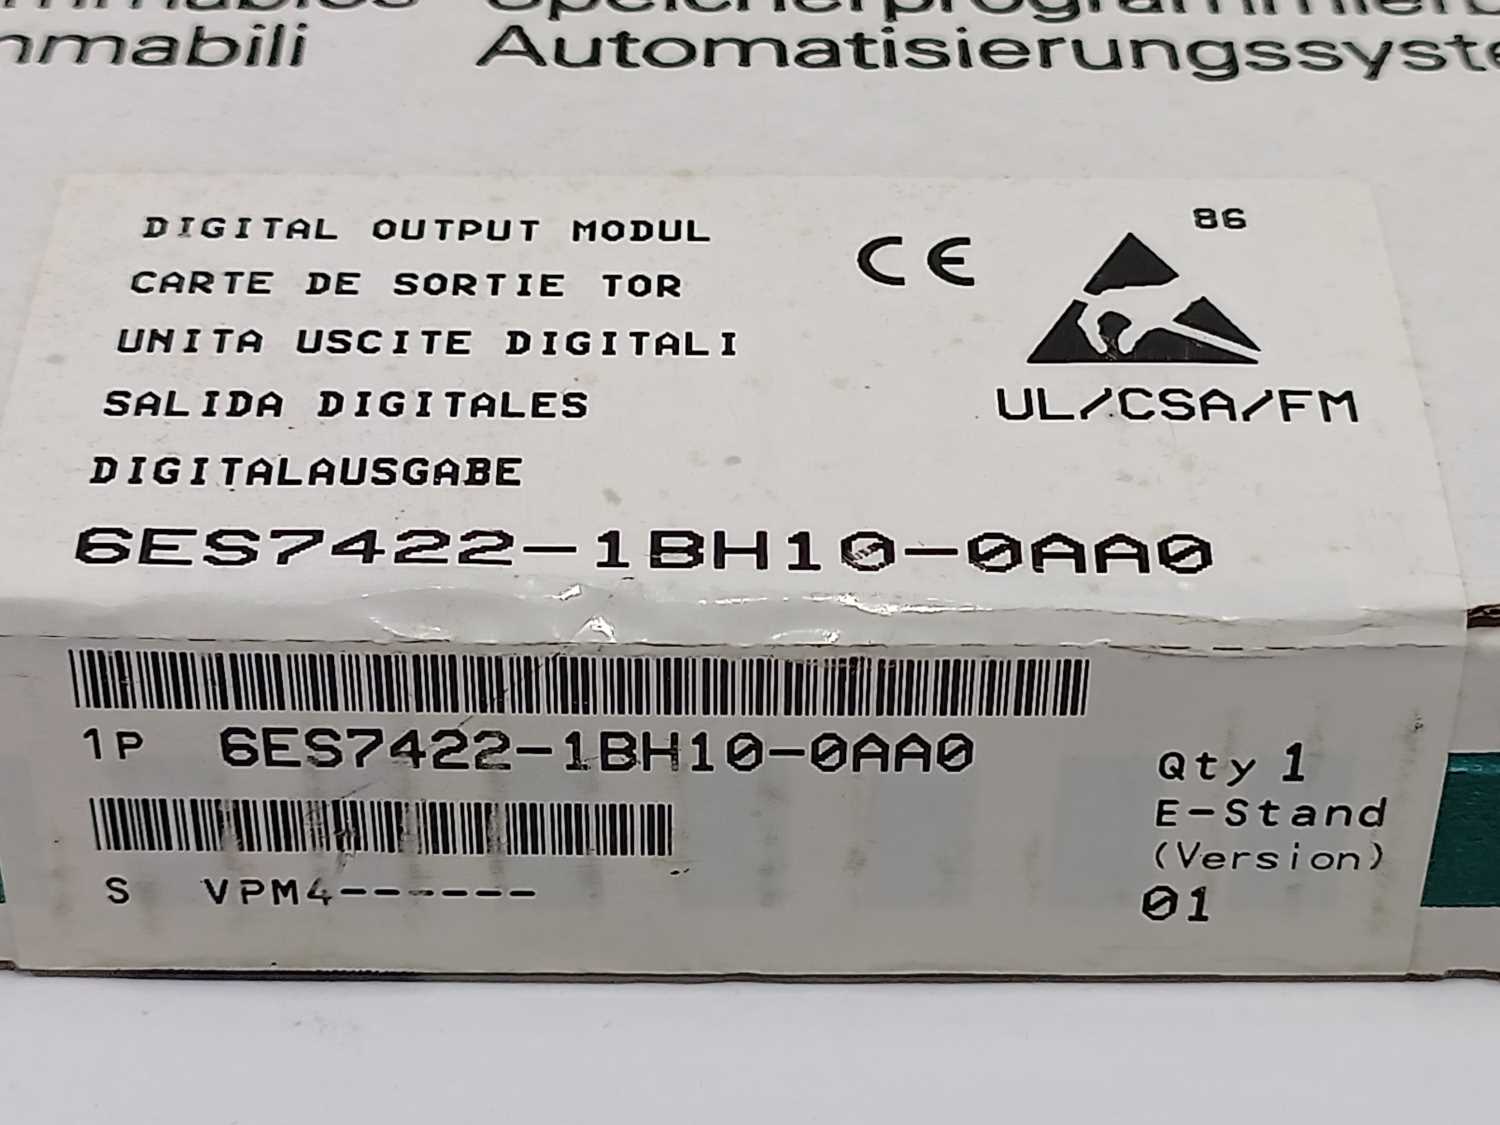 mmabili Automatisierungssyste
86
DIGITAL OUTPUT MODUL
CE
CARTE DE SORTIE TOR
UNITA USCITE DIGITALI
SALIDA DIGITALES
UL/CSA/FM
DIGITALAUSGABE
6ES7422-1BH10-0AA0
1P 6ES7422-1BH10-0AA0
Qty 1
E-Stand
(Version)
01
S VPM4------